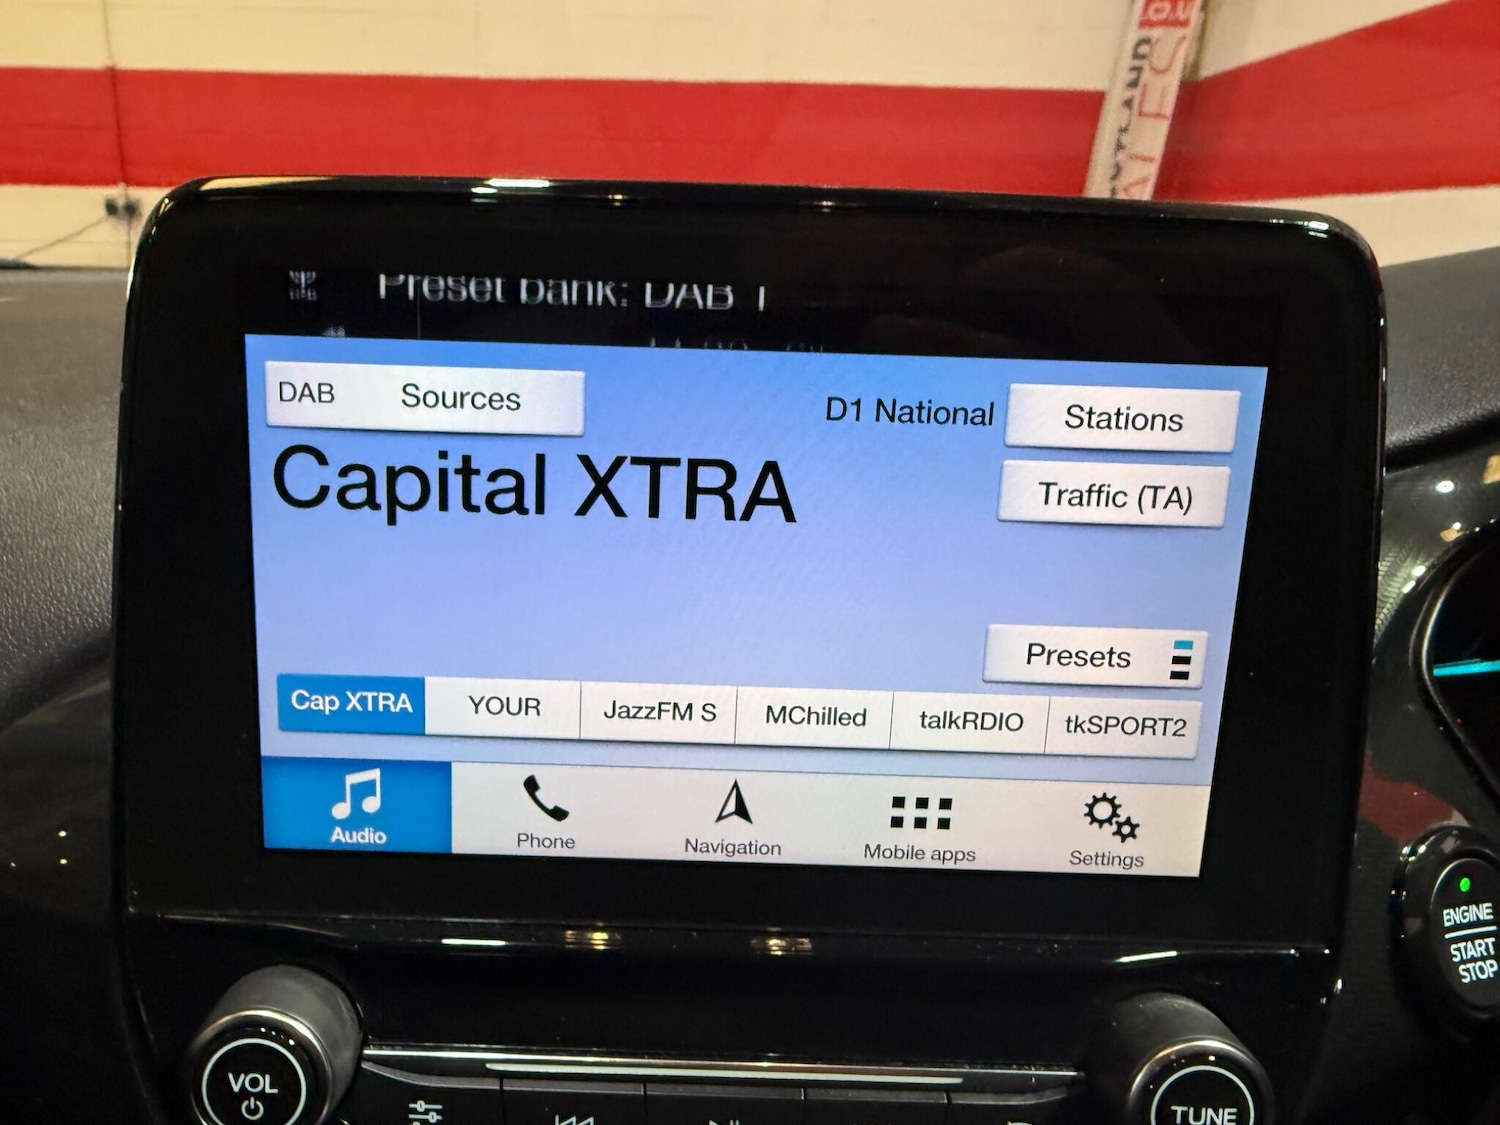 Preset bank: DAB 1
DAB Sources
D1 National
Stations
Capital XTRA
Traffic (TA)
Presets
Cap XTRA
YOUR
JazzFM S
MChilled
talkRDIO
tkSPORT2
Audio
Phone
Navigation
Mobile apps
Settings
ENGINE
START
STOP
VOL
TUNE